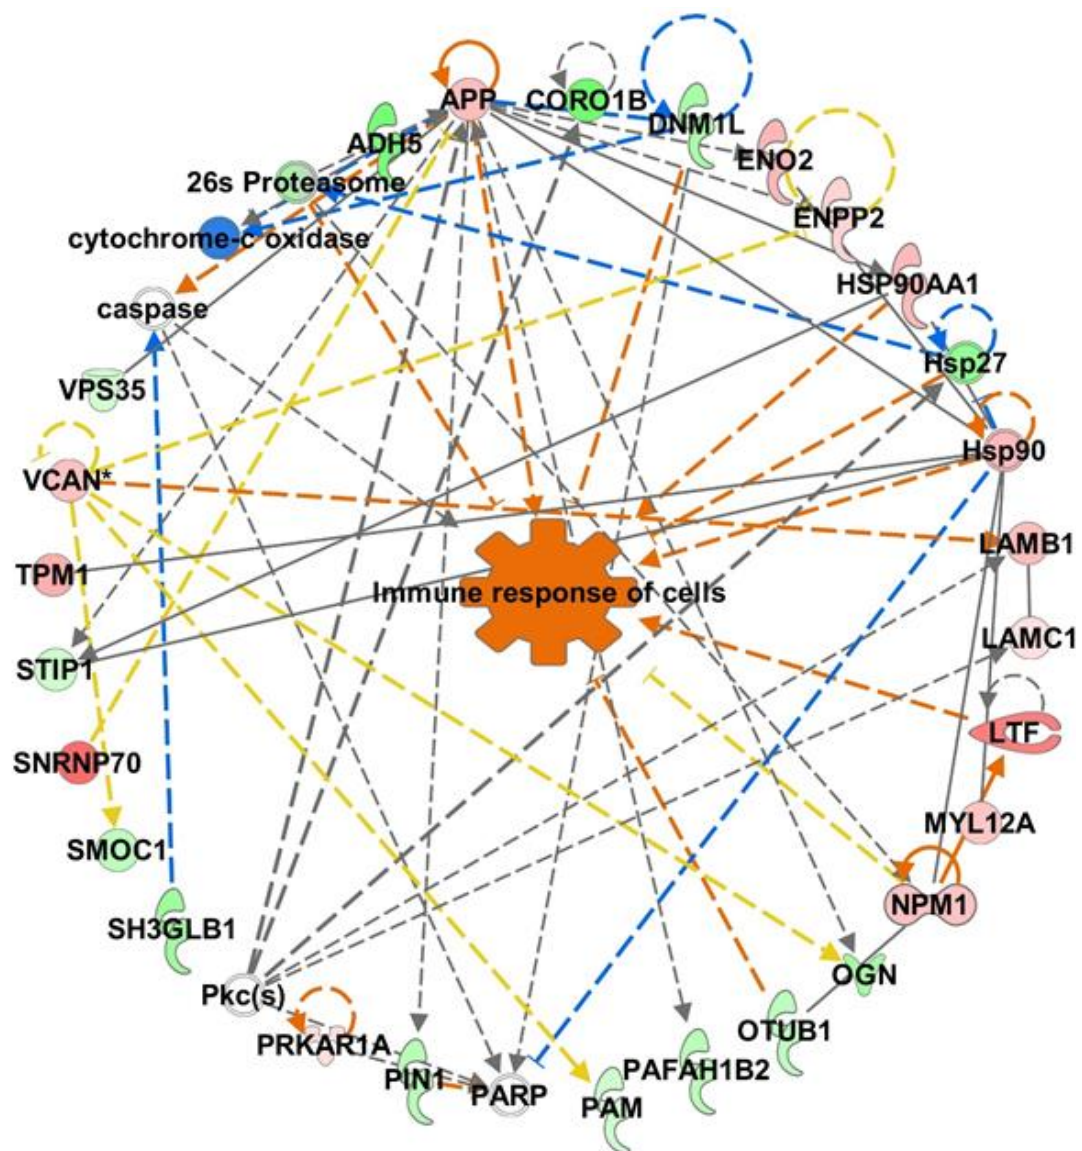 APP
CORO1B
DNM1L
ADH5
ENO2
26s Proteasome
ENPP2
cytochrome-c oxidase
HSP90AA1
caspase
Hsp27
VPS35
Hsp90
VCAN*
LAMB1
TPM1
Immune response of cells
LAMC1
STIP1
LTF
SNRNP70
MYL12A
SMOC1
NPM1
SH3GLB1
OGN
Pkc(s)
OTUB1
PRKAR1A
PAFAH1B2
PIN1
PARP
PAM